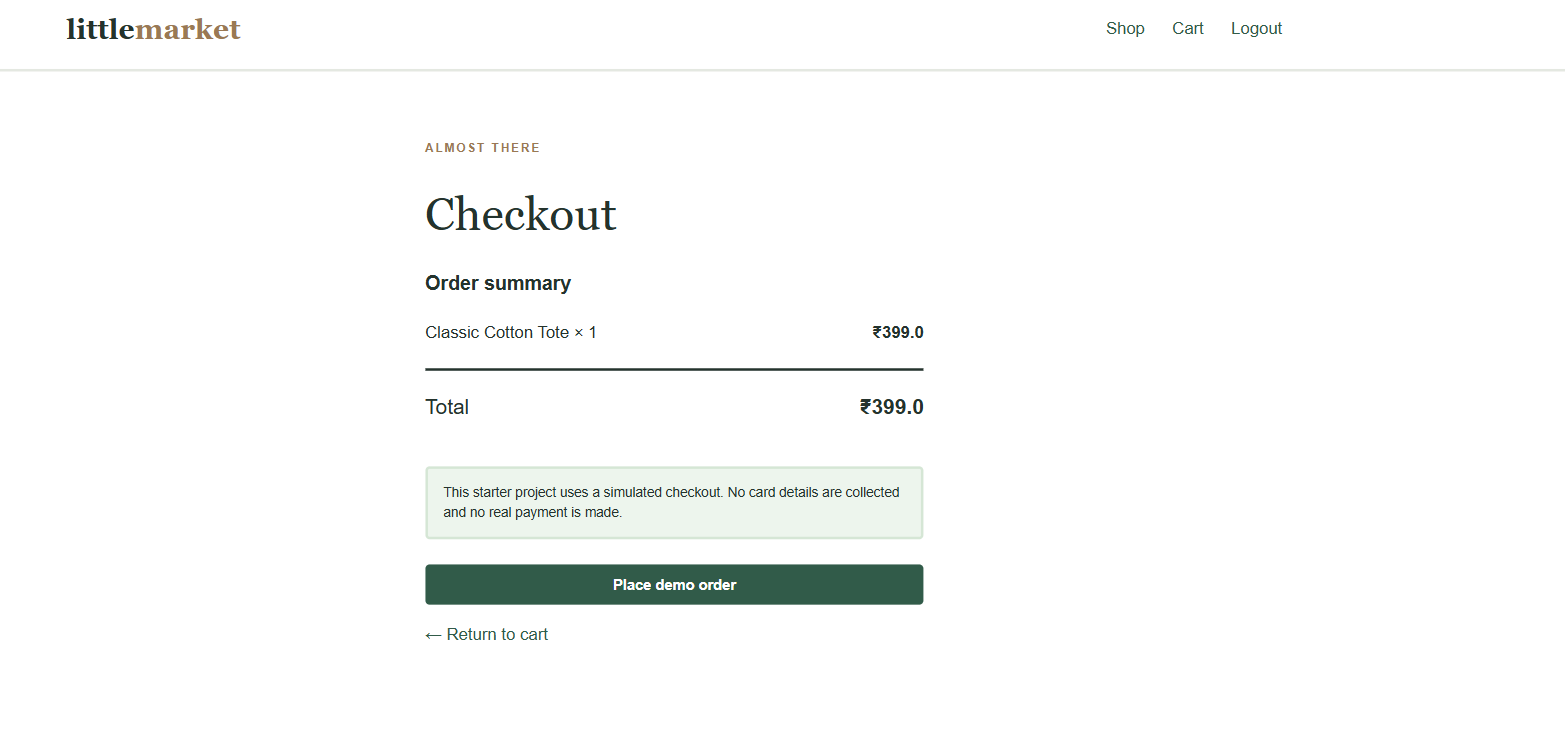 littlemarket
Shop Cart Logout
ALMOST THERE
Checkout
Order summary
Classic Cotton Tote × 1 ₹399.0
Total ₹399.0
This starter project uses a simulated checkout. No card details are collected
and no real payment is made.
Place demo order
← Return to cart